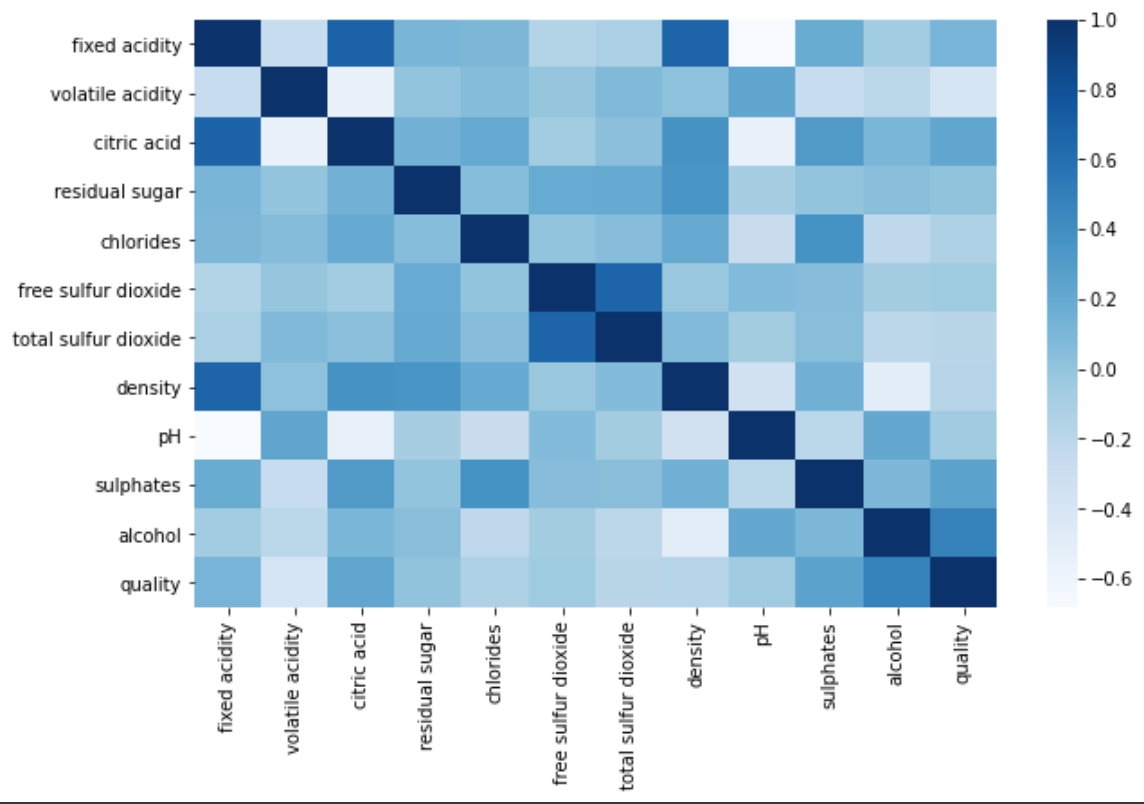 fixed acidity
volatile acidity
citric acid
residual sugar
chlorides
free sulfur dioxide
total sulfur dioxide
density
pH
sulphates
alcohol
quality
fixed acidity
volatile acidity
citric acid
residual sugar
chlorides
free sulfur dioxide
total sulfur dioxide
density
pH
sulphates
alcohol
quality
1.0
0.8
0.6
0.4
0.2
0.0
−0.2
−0.4
−0.6